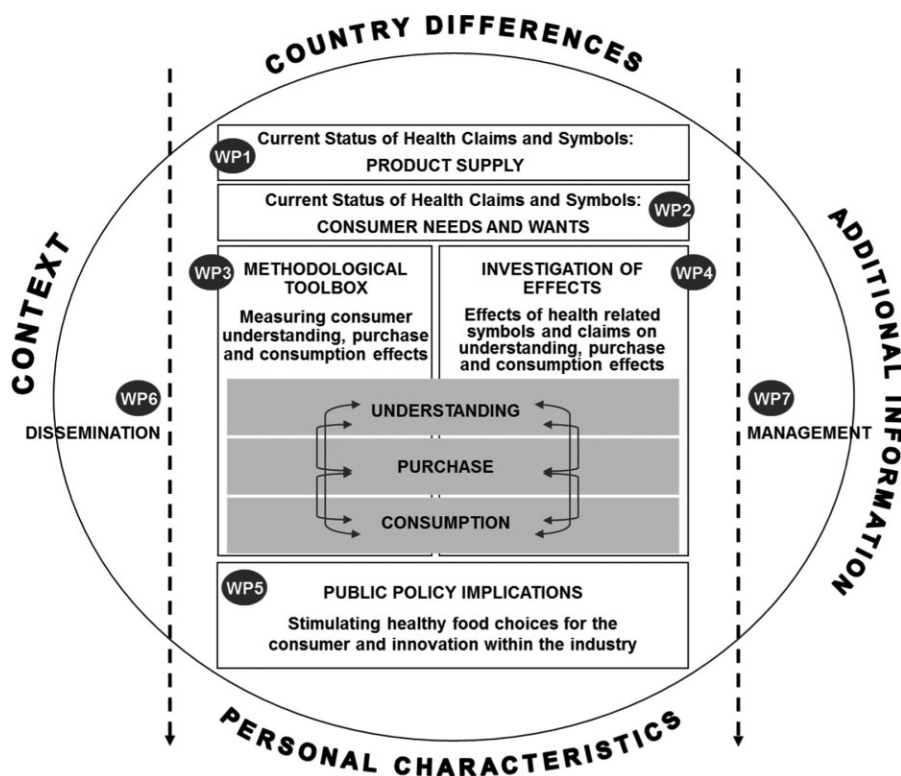 COUNTRY DIFFERENCES
Current Status of Health Claims and Symbols:
WP1
PRODUCT SUPPLY
Current Status of Health Claims and Symbols:
WP2
CONSUMER NEEDS AND WANTS
CONTEXT
ADDITIONAL INFORMATION
WP3
METHODOLOGICAL
TOOLBOX
Measuring consumer
understanding, purchase
and consumption effects
INVESTIGATION OF
EFFECTS
WP4
Effects of health related
symbols and claims on
understanding, purchase
and consumption effects
UNDERSTANDING
PURCHASE
CONSUMPTION
WP6
DISSEMINATION
WP7
MANAGEMENT
WP5
PUBLIC POLICY IMPLICATIONS
Stimulating healthy food choices for the
consumer and innovation within the industry
PERSONAL CHARACTERISTICS